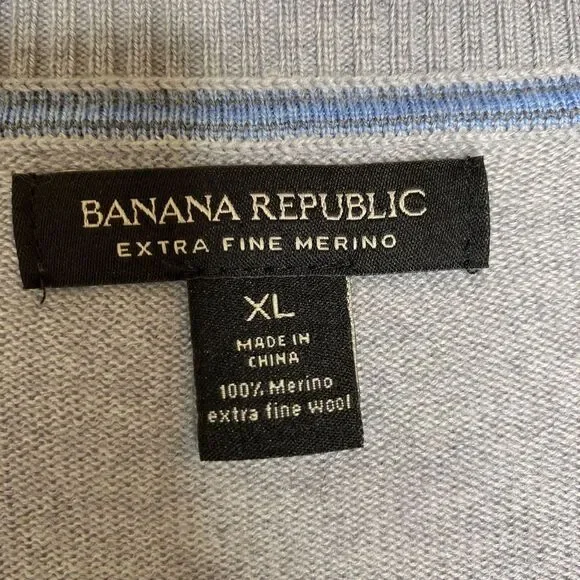 BANANA REPUBLIC
EXTRA FINE MERINO
XL
MADE IN
CHINA
100% Merino
extra fine wool